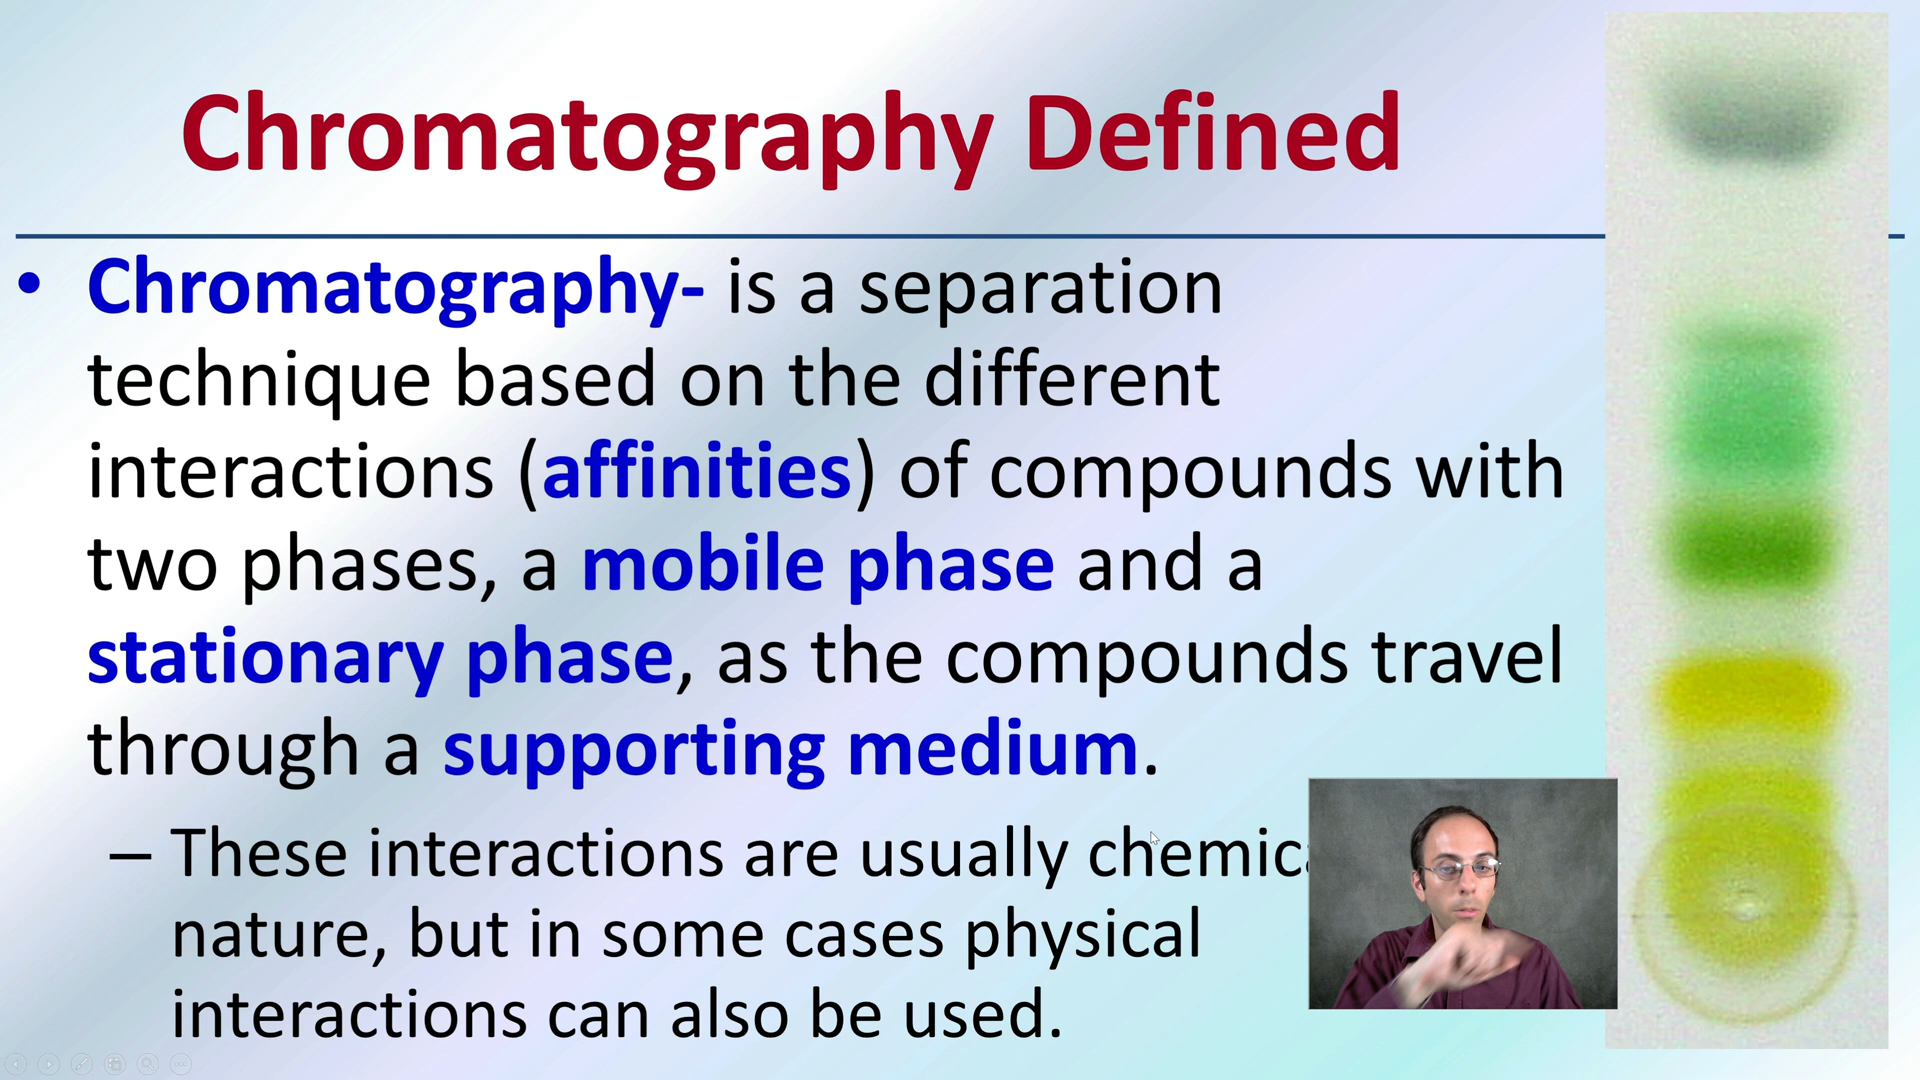 Chromatography Defined
• Chromatography- is a separation
technique based on the different
interactions (affinities) of compounds with
two phases, a mobile phase and a
stationary phase, as the compounds travel
through a supporting medium.
– These interactions are usually
nature, but in some cases physical
interactions can also be used.